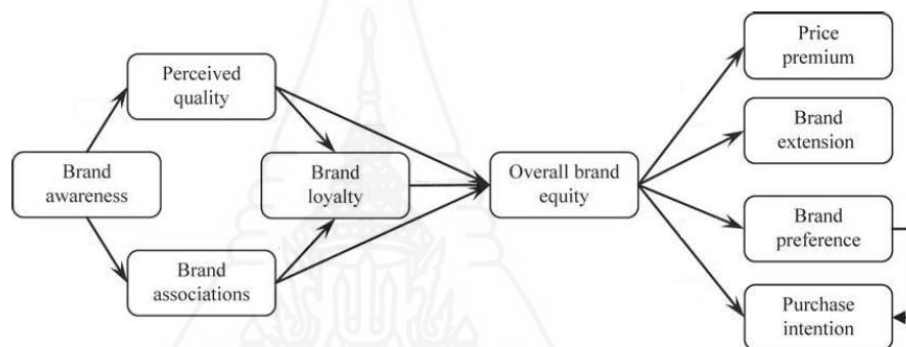 Perceived
quality
Brand
awareness
Brand
associations
Brand
loyalty
Overall brand
equity
Price
premium
Brand
extension
Brand
preference
Purchase
intention